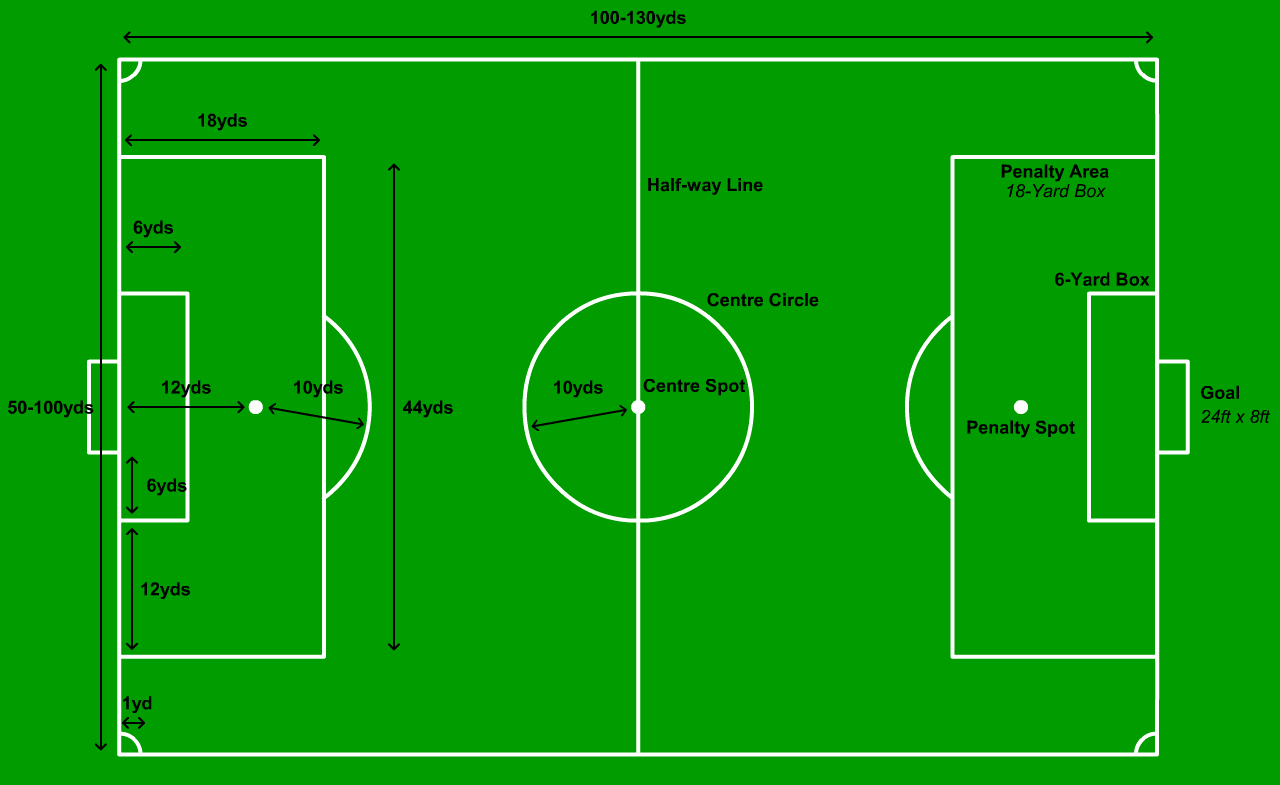 100-130yds
18yds
Penalty Area
18-Yard Box
Half-way Line
6yds
6-Yard Box
Centre Circle
12yds
10yds
10yds
Centre Spot
Goal
24ft x 8ft
50-100yds
44yds
Penalty Spot
6yds
12yds
1yd